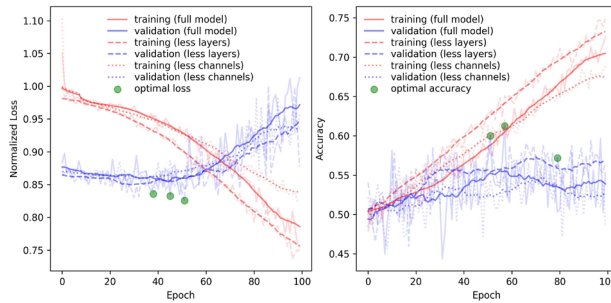 1.10
1.05
1.00
0.95
0.90
0.85
0.80
0.75
Normalized Loss
training (full model)
validation (full model)
training (less layers)
validation (less layers)
training (less channels)
validation (less channels)
optimal loss
0 20 40 60 80 100
Epoch
0.75
0.70
0.65
0.60
0.55
0.50
0.45
Accuracy
training (full model)
validation (full model)
training (less layers)
validation (less layers)
training (less channels)
validation (less channels)
optimal accuracy
0 20 40 60 80 100
Epoch